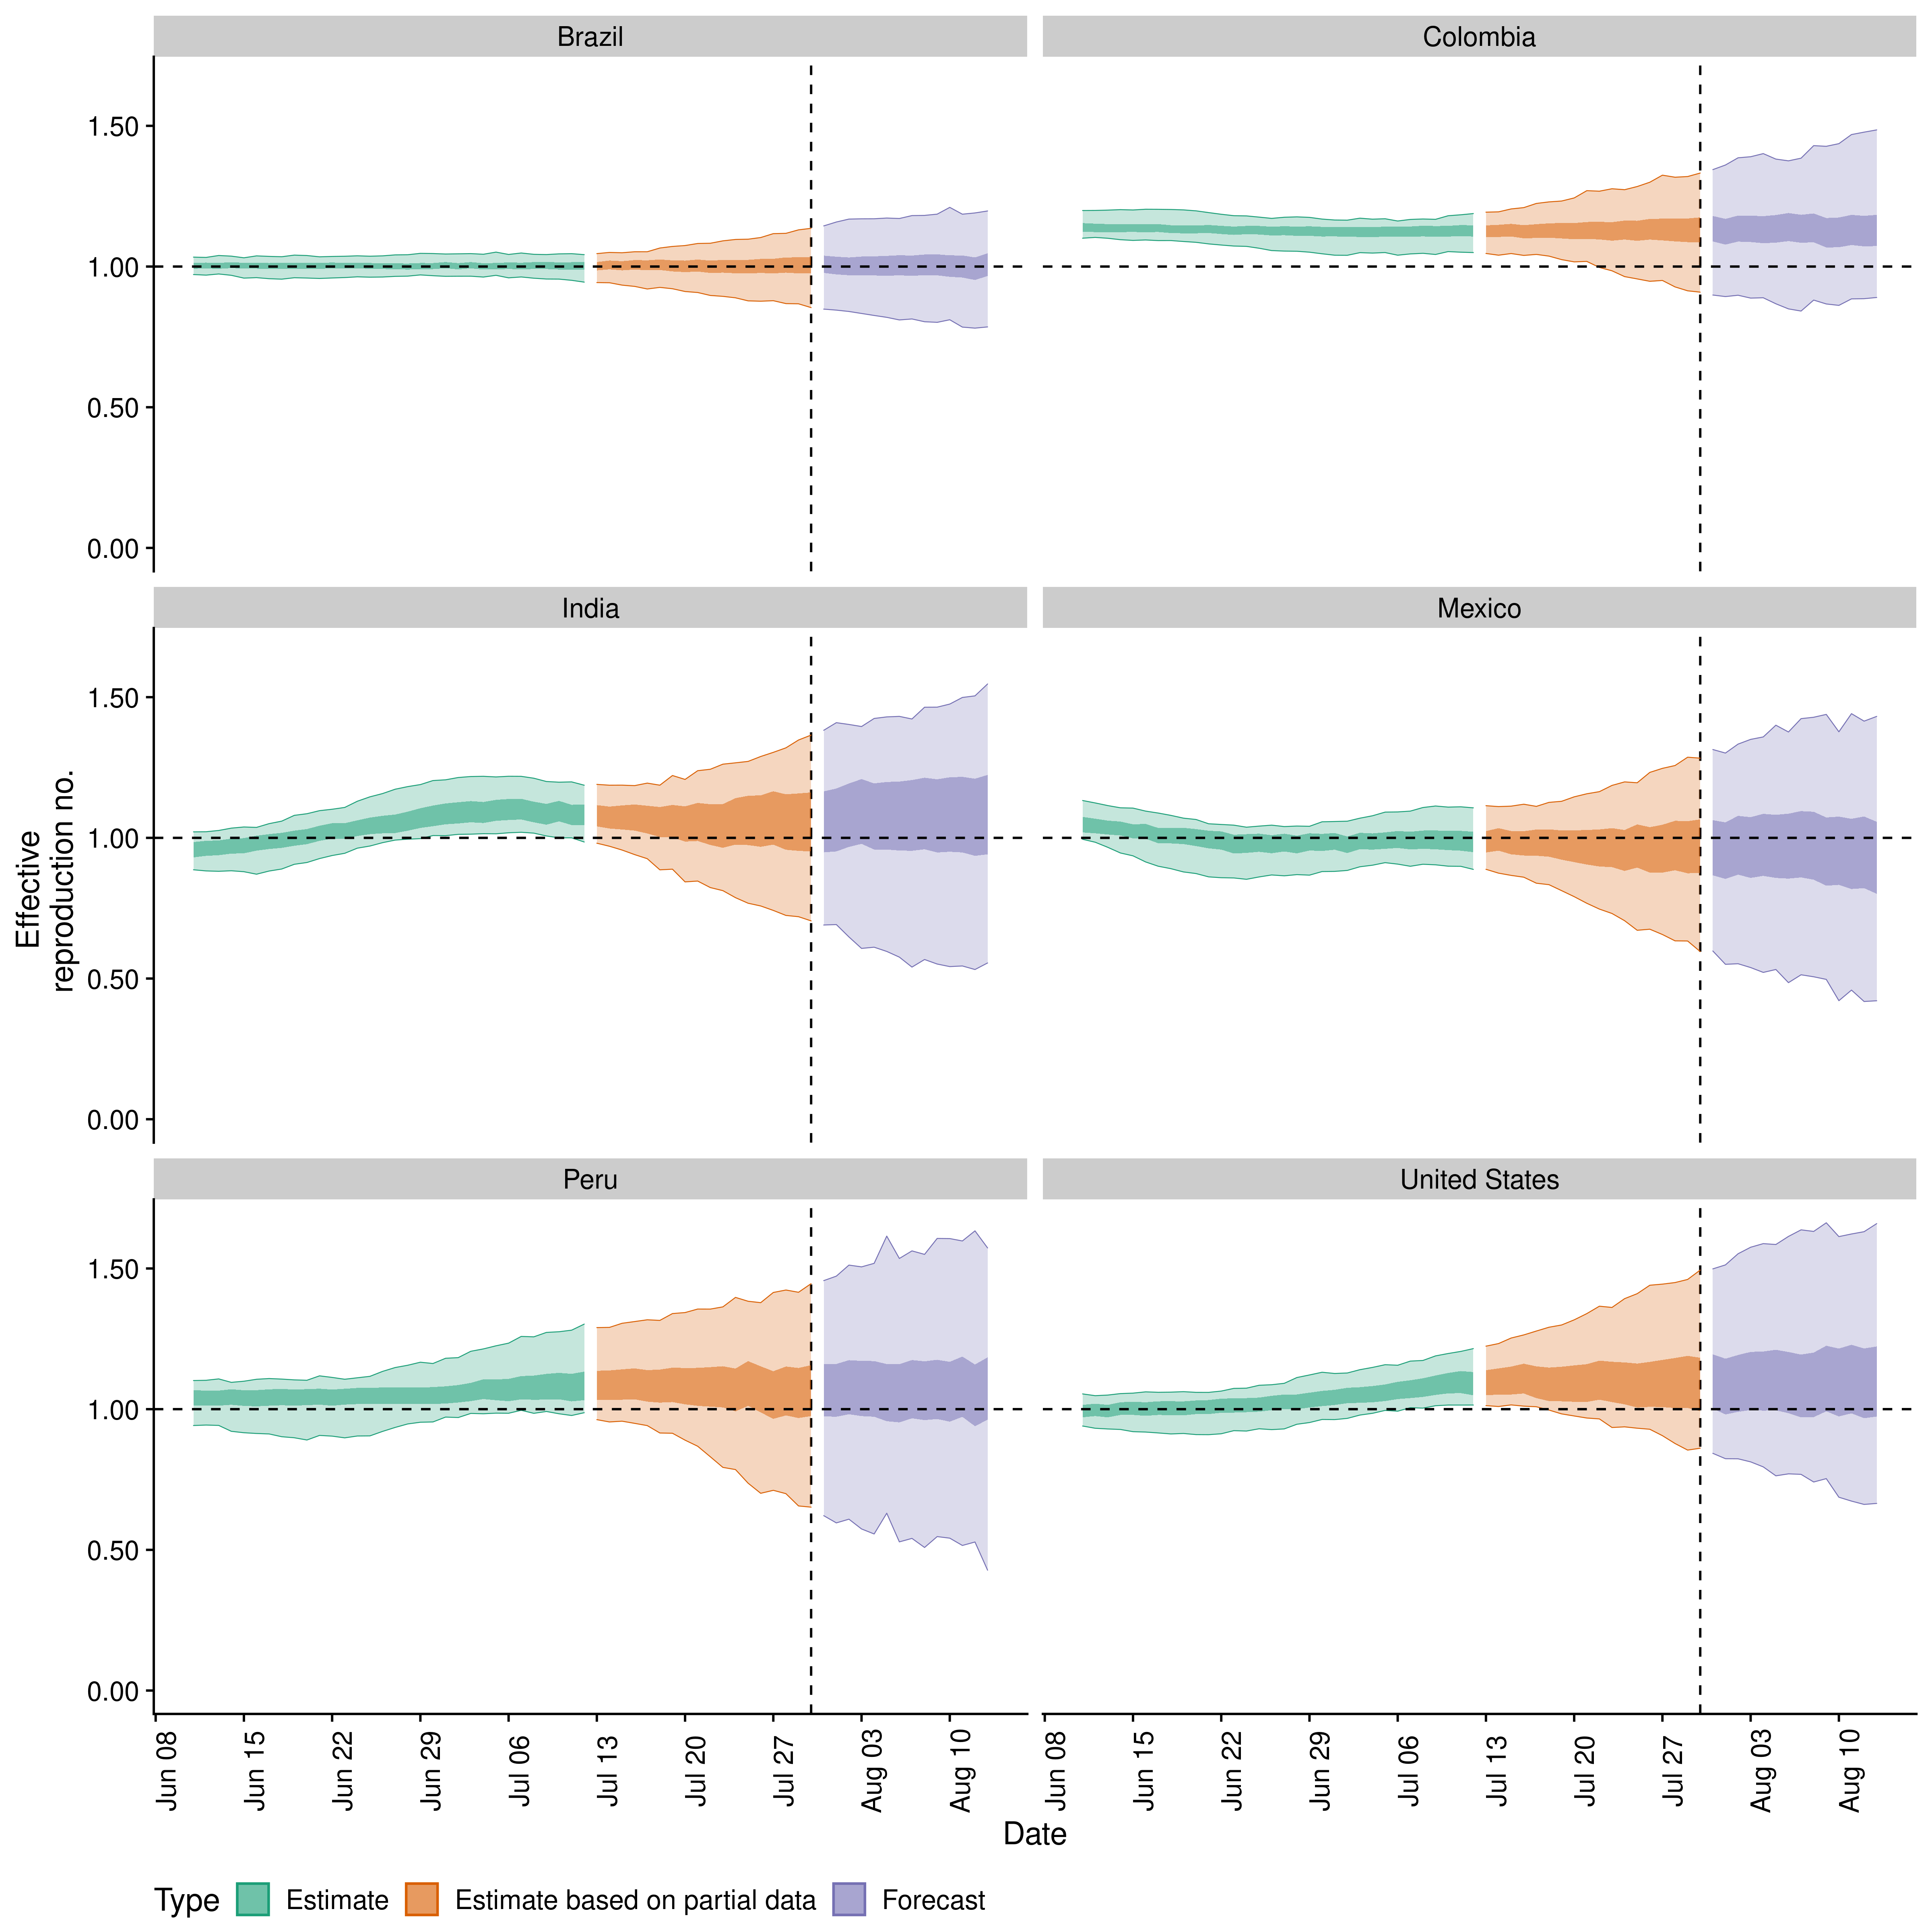 Brazil
Colombia
1.50
1.00
0.50
0.00
India
Mexico
1.50
1.00
0.50
0.00
Effective
reproduction no.
Peru
United States
1.50
1.00
0.50
0.00
Jun 08
Jun 15
Jun 22
Jun 29
Jul 06
Jul 13
Jul 20
Jul 27
Aug 03
Aug 10
Jun 08
Jun 15
Jun 22
Jun 29
Jul 06
Jul 13
Jul 20
Jul 27
Aug 03
Aug 10
Date
Type Estimate Estimate based on partial data Forecast